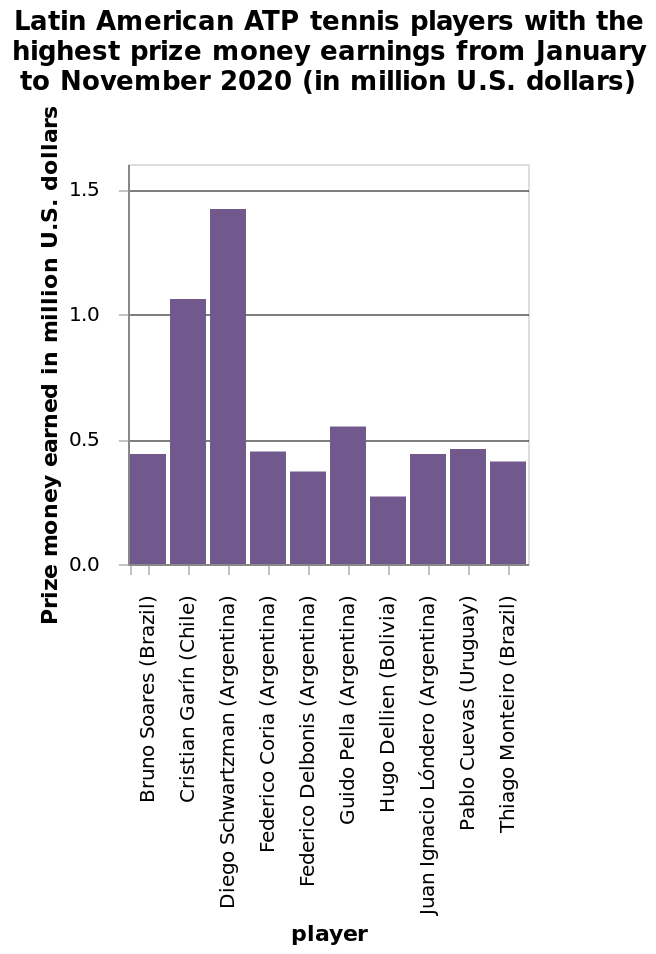 Latin American ATP tennis players with the
highest prize money earnings from January
to November 2020 (in million U.S. dollars)
Prize money earned in million U.S. dollars
1.5
1.0
0.5
0.0
Bruno Soares (Brazil)
Cristian Garín (Chile)
Diego Schwartzman (Argentina)
Federico Coria (Argentina)
Federico Delbonis (Argentina)
Guido Pella (Argentina)
Hugo Dellien (Bolivia)
Juan Ignacio Lóndero (Argentina)
Pablo Cuevas (Uruguay)
Thiago Monteiro (Brazil)
player